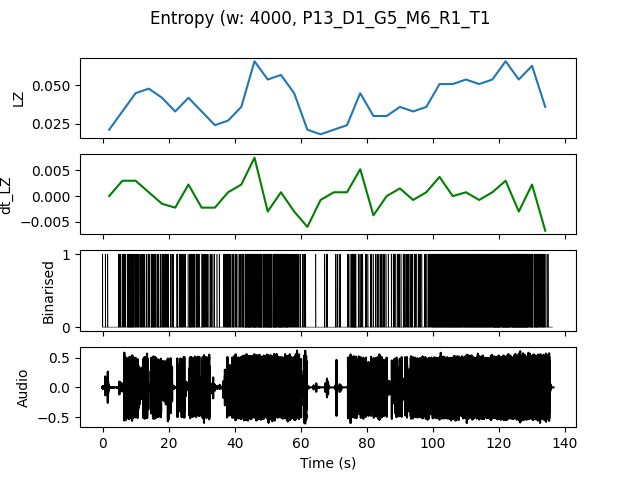 Entropy (w: 4000, P13_D1_G5_M6_R1_T1
LZ
0.050
0.025
dt_LZ
0.005
0.000
−0.005
Binarised
1
0
Audio
0.5
0.0
−0.5
0 20 40 60 80 100 120 140
Time (s)